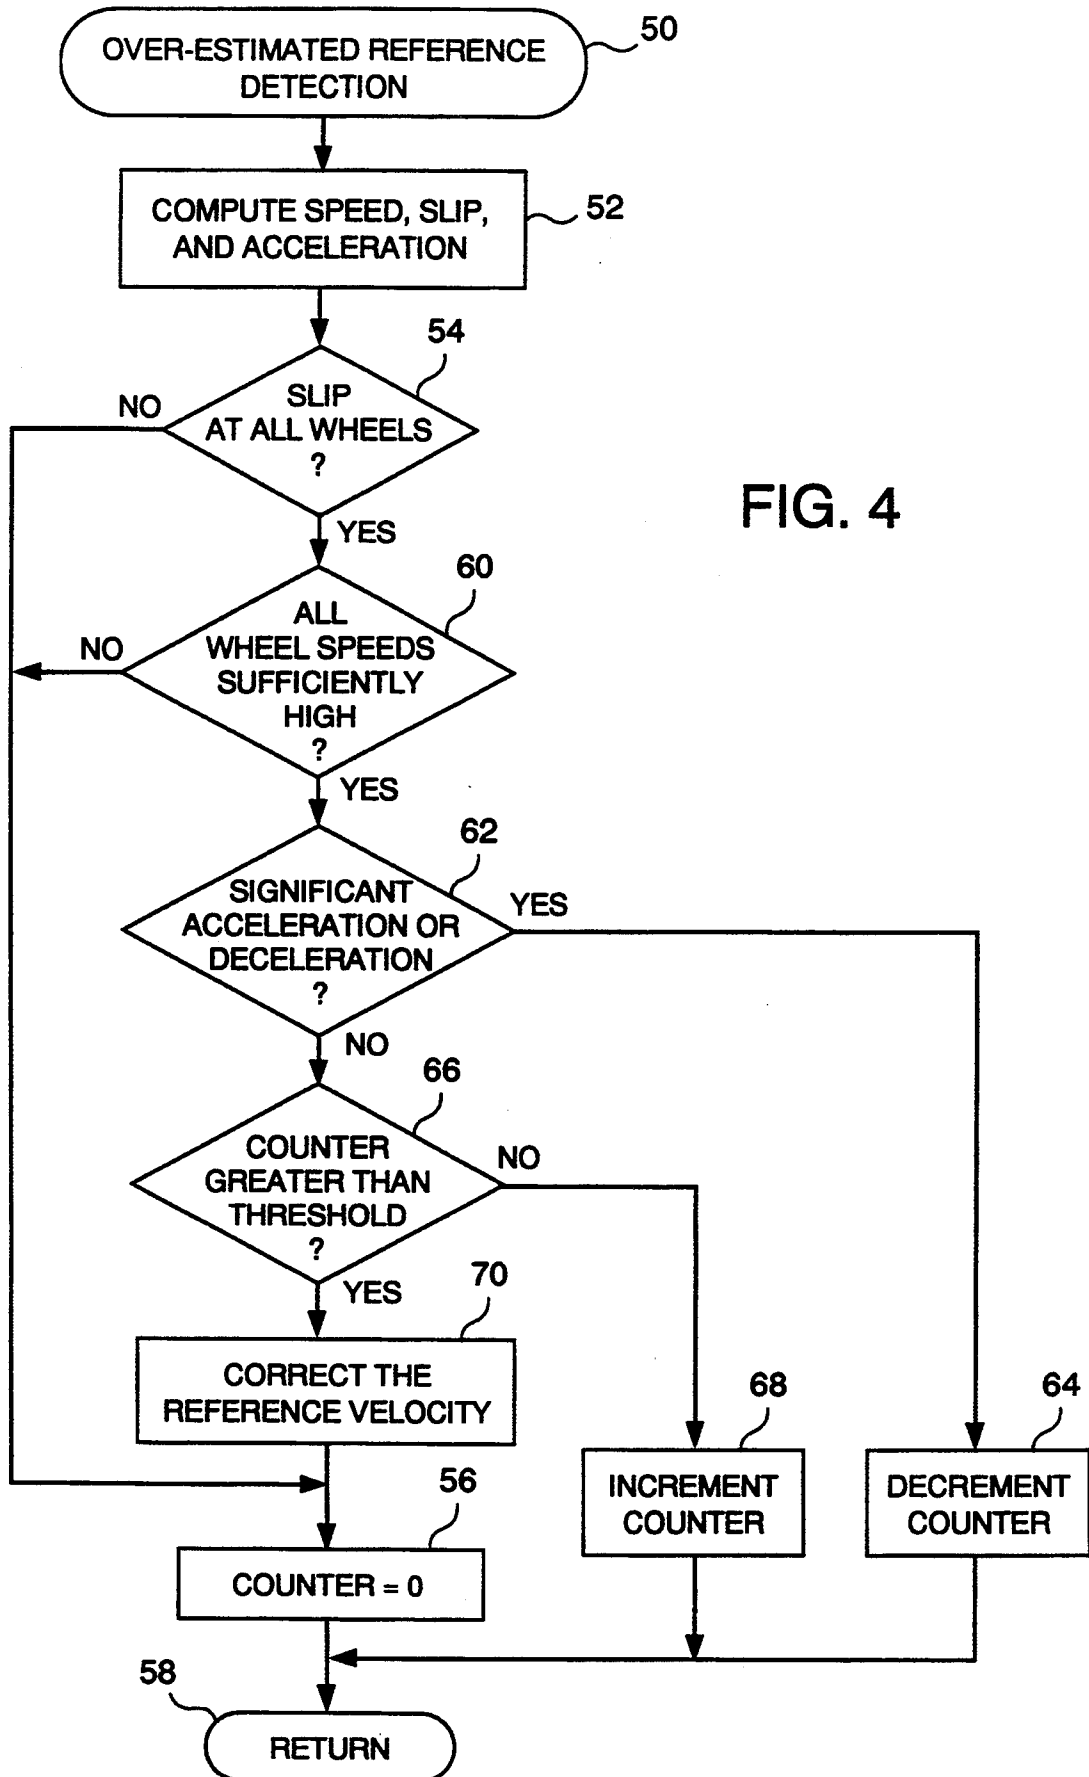 50
OVER-ESTIMATED REFERENCE
DETECTION
52
COMPUTE SPEED, SLIP,
AND ACCELERATION
54
SLIP
AT ALL WHEELS
?
NO
YES
FIG. 4
60
ALL
WHEEL SPEEDS
SUFFICIENTLY
HIGH
?
NO
YES
62
SIGNIFICANT
ACCELERATION OR
DECELERATION
?
YES
NO
66
COUNTER
GREATER THAN
THRESHOLD
?
NO
YES
70
CORRECT THE
REFERENCE VELOCITY
68
INCREMENT
COUNTER
64
DECREMENT
COUNTER
56
COUNTER = 0
58
RETURN